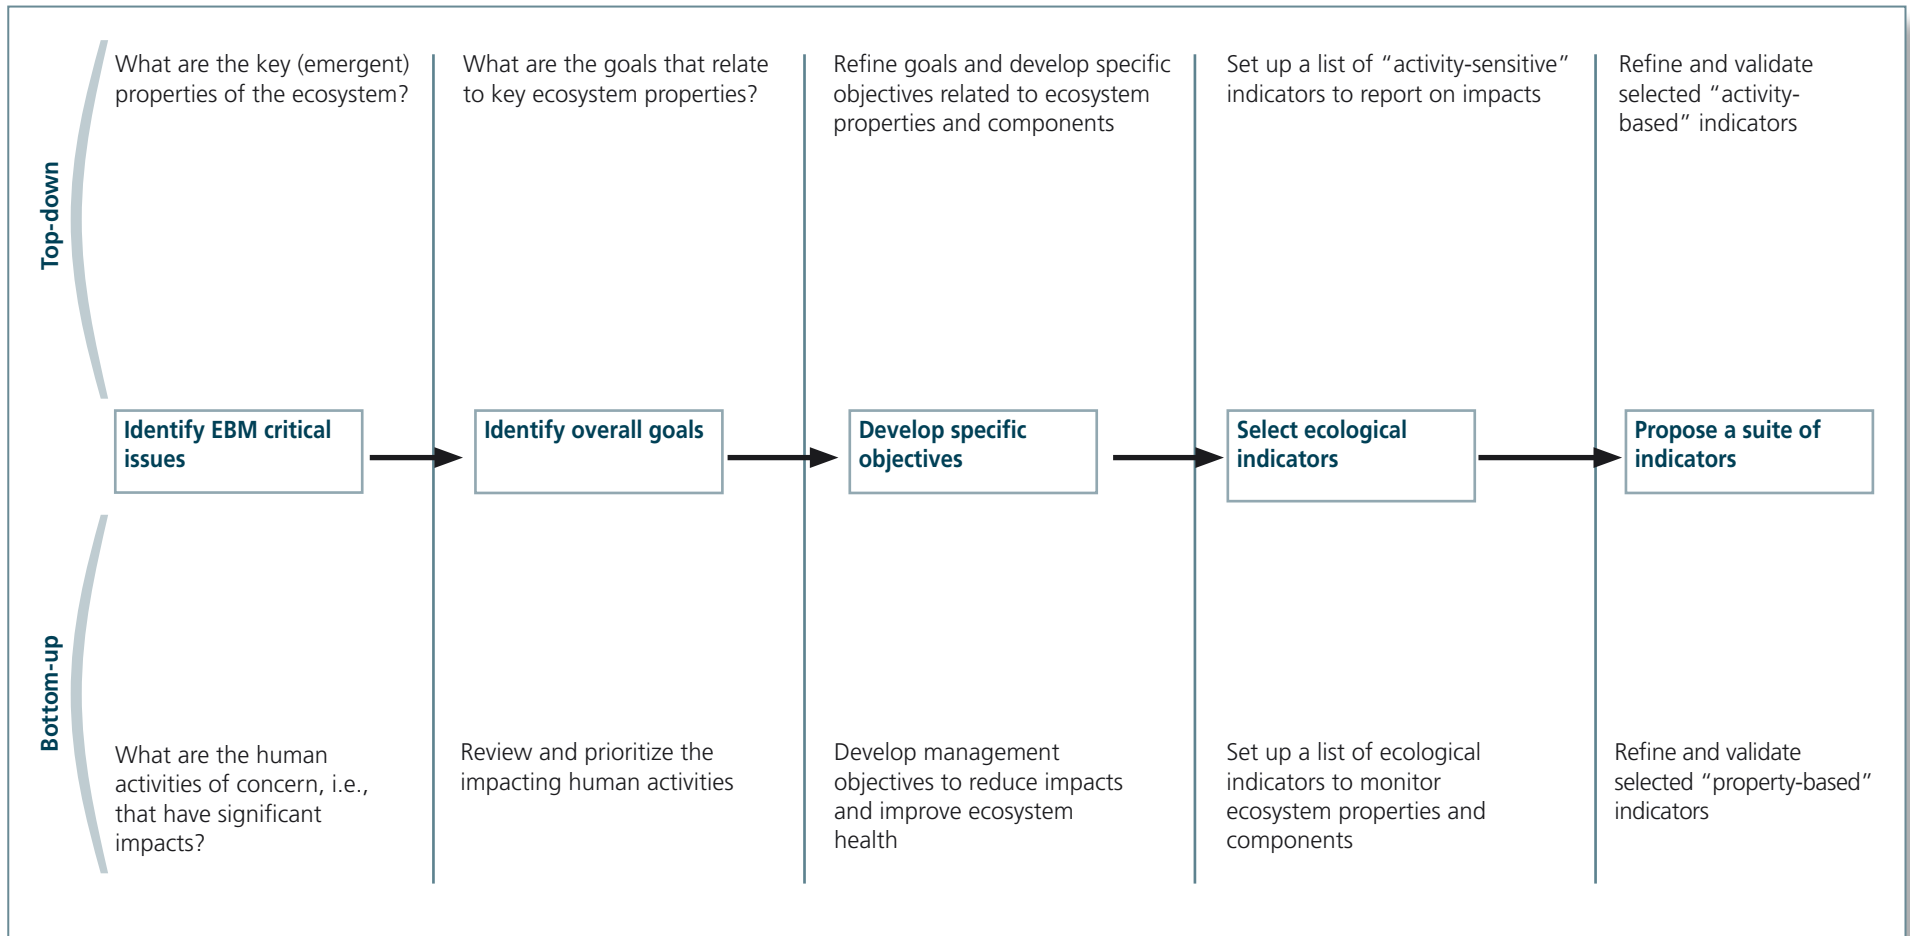 Top-down
What are the key (emergent)
properties of the ecosystem?
What are the goals that relate
to key ecosystem properties?
Refine goals and develop specific
objectives related to ecosystem
properties and components
Set up a list of “activity-sensitive”
indicators to report on impacts
Refine and validate
selected “activity-
based” indicators
Identify EBM critical
issues
Identify overall goals
Develop specific
objectives
Select ecological
indicators
Propose a suite of
indicators
Bottom-up
What are the human
activities of concern, i.e.,
that have significant
impacts?
Review and prioritize the
impacting human activities
Develop management
objectives to reduce impacts
and improve ecosystem
health
Set up a list of ecological
indicators to monitor
ecosystem properties and
components
Refine and validate
selected “property-based”
indicators